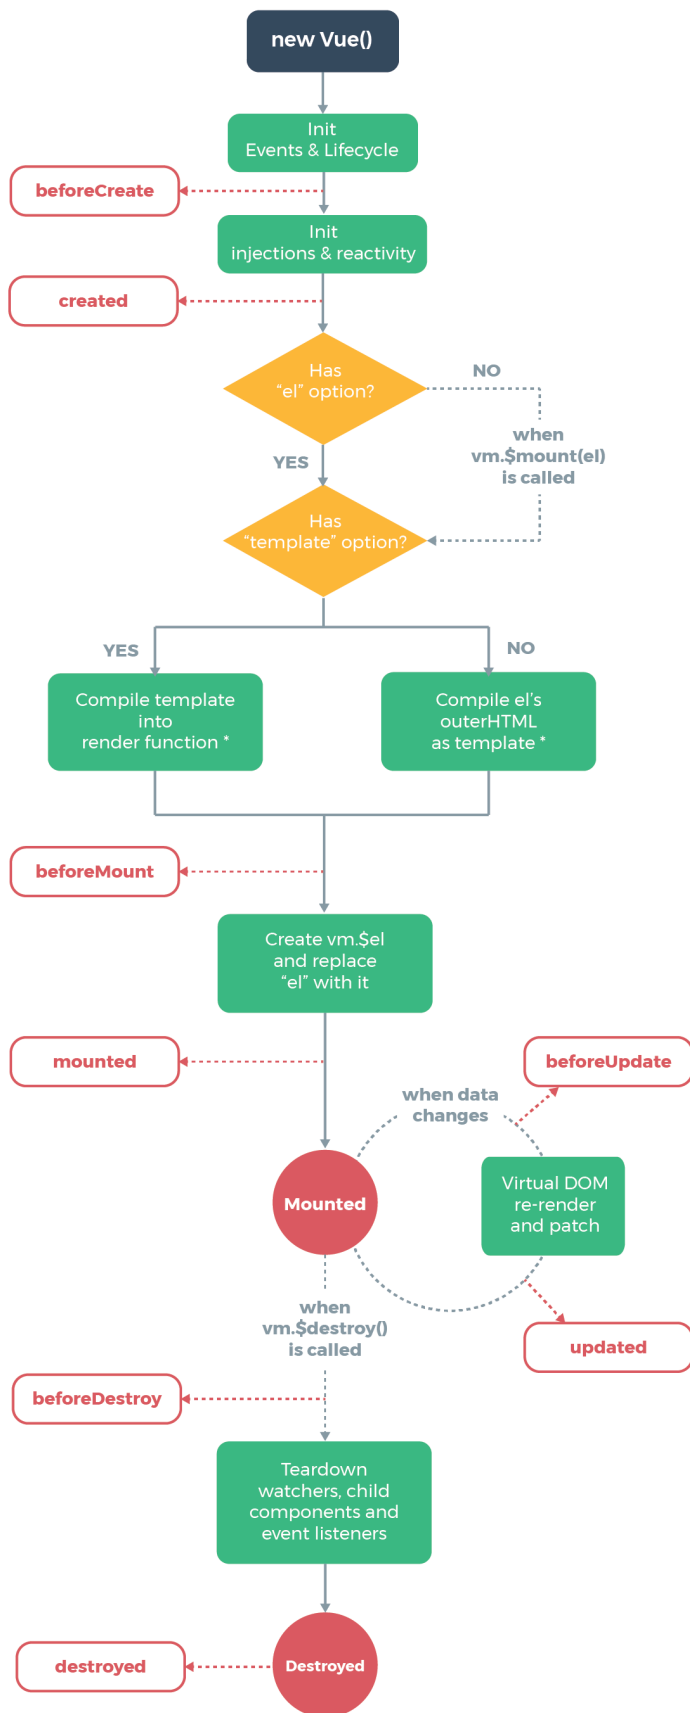 new Vue()
Init
Events & Lifecycle
beforeCreate
Init
injections & reactivity
created
Has
“el” option?
NO
when
vm.$mount(el)
is called
YES
Has
“template” option?
YES
NO
Compile template
into
render function *
Compile el’s
outerHTML
as template *
beforeMount
Create vm.$el
and replace
“el” with it
mounted
beforeUpdate
when data
changes
Mounted
Virtual DOM
re-render
and patch
when
vm.$destroy()
is called
updated
beforeDestroy
Teardown
watchers, child
components and
event listeners
destroyed
Destroyed